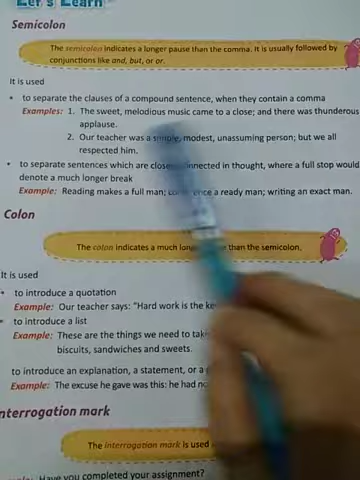 Let's Learn
Semicolon
The semicolon indicates a longer pause than the comma. It is usually followed by
conjunctions like and, but, or or.
It is used
• to separate the clauses of a compound sentence, when they contain a comma
Examples: 1. The sweet, melodious music came to a close; and there was thunderous
applause.
2. Our teacher was a simple, modest, unassuming person; but we all
respected him.
• to separate sentences which are closely connected in thought, where a full stop would
denote a much longer break
Example: Reading makes a full man; conference a ready man; writing an exact man.
Colon
The colon indicates a much longer than the semicolon.
It is used
• to introduce a quotation
Example: Our teacher says: "Hard work is the
• to introduce a list
Example: These are the things we need to
biscuits, sandwiches and sweets.
to introduce an explanation, a statement, or a
Example: The excuse he gave was this: he had
nterrogation mark
The interrogation mark is used
Have you completed your assignment?